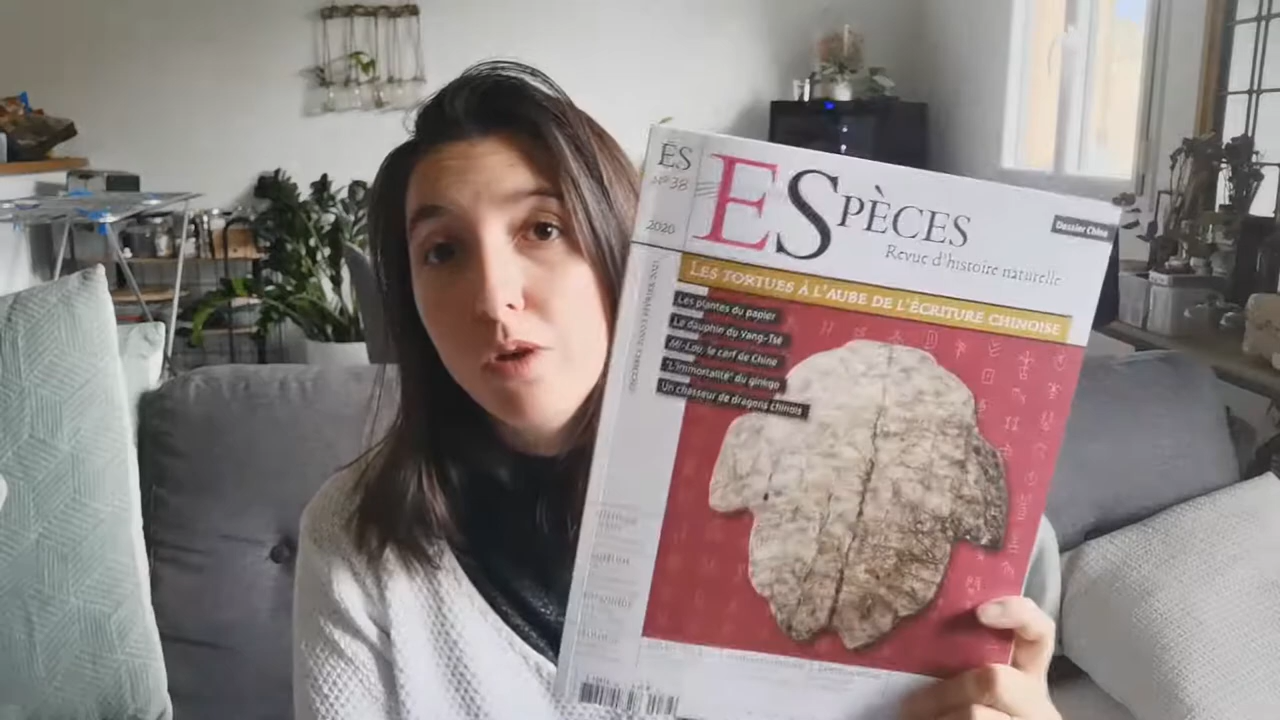 ÈS
N° 38
2020
ESPÈCES
Revue d'histoire naturelle
Dossier Chine
LES TORTUES À L'AUBE DE L'ÉCRITURE CHINOISE
Les plantes du papier
Le dauphin du Yang-Tsé
Mi-Lou, le cerf de Chine
"L'immortalité" du ginkgo
Un chasseur de dragons chinois